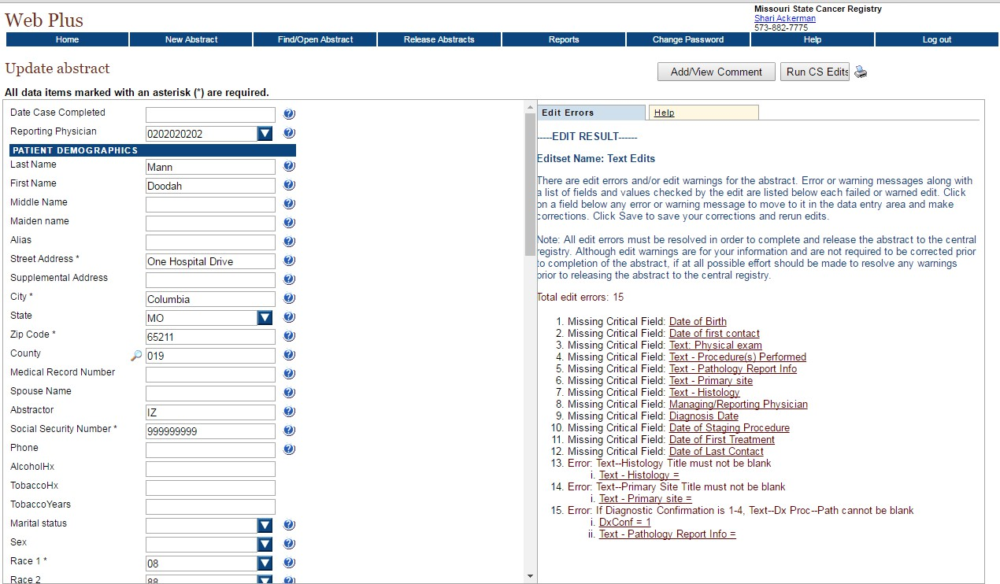 Missouri State Cancer Registry
Web Plus
Shari Ackerman
573-882-7775
Home New Abstract Find/Open Abstract Release Abstracts Reports Change Password Help Log out
Update abstract
Add/View Comment Run CS Edits
All data items marked with an asterisk (*) are required.
Date Case Completed
Reporting Physician 0202020202
PATIENT DEMOGRAPHICS
Last Name Mann
First Name Doodah
Middle Name
Maiden name
Alias
Street Address * One Hospital Drive
Supplemental Address
City * Columbia
State MO
Zip Code * 65211
County 019
Medical Record Number
Spouse Name
Abstractor IZ
Social Security Number * 999999999
Phone
AlcoholHx
TobaccoHx
TobaccoYears
Marital status
Sex
Race 1 * 08
Race 2 88
Edit Errors Help
-----EDIT RESULT------
Editset Name: Text Edits
There are edit errors and/or edit warnings for the abstract. Error or warning messages along with
a list of fields and values checked by the edit are listed below each failed or warned edit. Click
on a field below any error or warning message to move to it in the data entry area and make
corrections. Click Save to save your corrections and rerun edits.
Note: All edit errors must be resolved in order to complete and release the abstract to the central
registry. Although edit warnings are for your information and are not required to be corrected prior
to completion of the abstract, if at all possible effort should be made to resolve any warnings
prior to releasing the abstract to the central registry.
Total edit errors: 15
1. Missing Critical Field: Date of Birth
2. Missing Critical Field: Date of first contact
3. Missing Critical Field: Text: Physical exam
4. Missing Critical Field: Text - Procedure(s) Performed
5. Missing Critical Field: Text - Pathology Report Info
6. Missing Critical Field: Text - Primary site
7. Missing Critical Field: Text - Histology
8. Missing Critical Field: Managing/Reporting Physician
9. Missing Critical Field: Diagnosis Date
10. Missing Critical Field: Date of Staging Procedure
11. Missing Critical Field: Date of First Treatment
12. Missing Critical Field: Date of Last Contact
13. Error: Text--Histology Title must not be blank
i. Text - Histology =
14. Error: Text--Primary Site Title must not be blank
i. Text - Primary site =
15. Error: If Diagnostic Confirmation is 1-4, Text--Dx Proc--Path cannot be blank
i. DxConf = 1
ii. Text - Pathology Report Info =